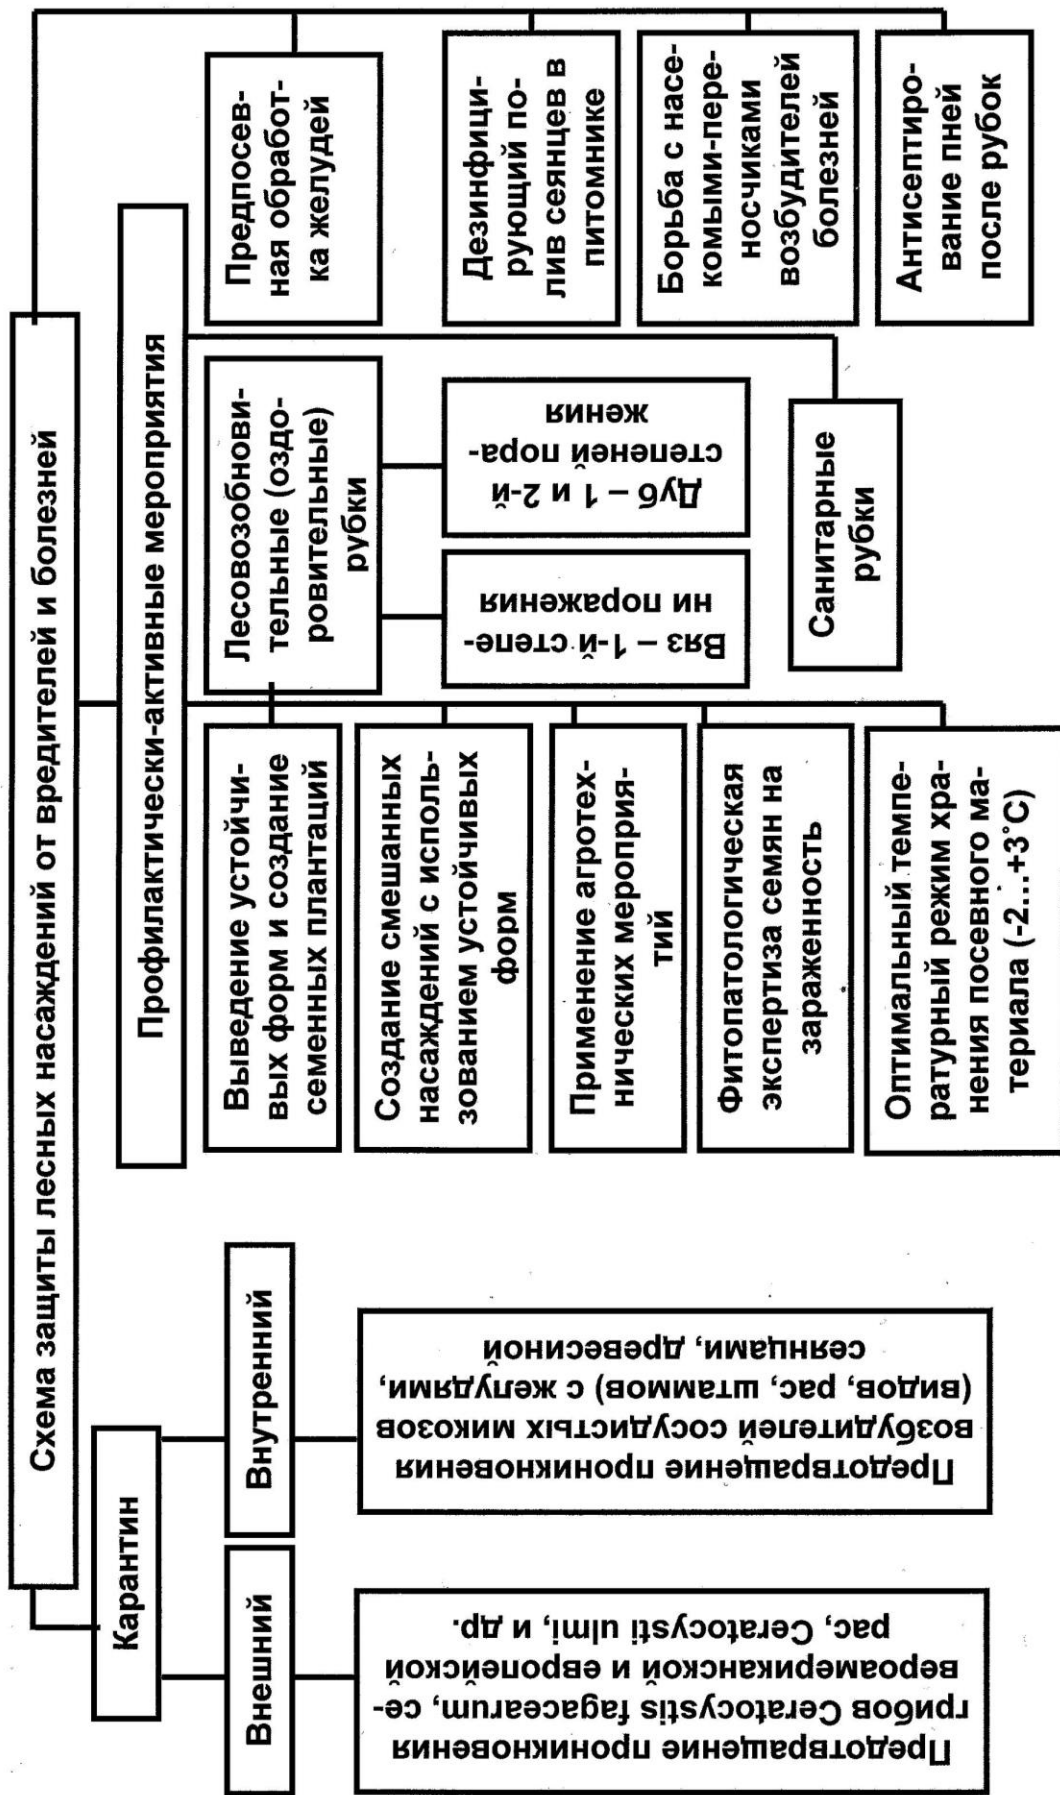 Схема защиты лесных насаждений от вредителей и болезней
Карантин
Внешний
Предотвращение проникновения
грибов Ceratocystis fagacearum, се-
вероамериканской и европейской
рас, Ceratocysti ulmi, и др.
Внутренний
Предотвращение проникновения
возбудителей сосудистых микозов
(видов, рас, штаммов) с желудями,
сеянцами, древесиной
Профилактически-активные мероприятия
Выведение устойчи-
вых форм и создание
семенных плантаций
Создание смешанных
насаждений с исполь-
зованием устойчивых
форм
Применение агротех-
нических мероприя-
тий
Фитопатологическая
экспертиза семян на
зараженность
Оптимальный темпе-
ратурный режим хра-
нения посевного ма-
териала (-2...+3˚С)
Лесовозобнови-
тельные (оздо-
ровительные)
рубки
Вяз – 1-й степе-
ни поражения
Дуб – 1 и 2-й
степеней пора-
жения
Санитарные
рубки
Предпосев-
ная обработ-
ка желудей
Дезинфици-
рующий по-
лив сеянцев в
питомнике
Борьба с насе-
комыми-пере-
носчиками
возбудителей
болезней
Антисептиро-
вание пней
после рубок